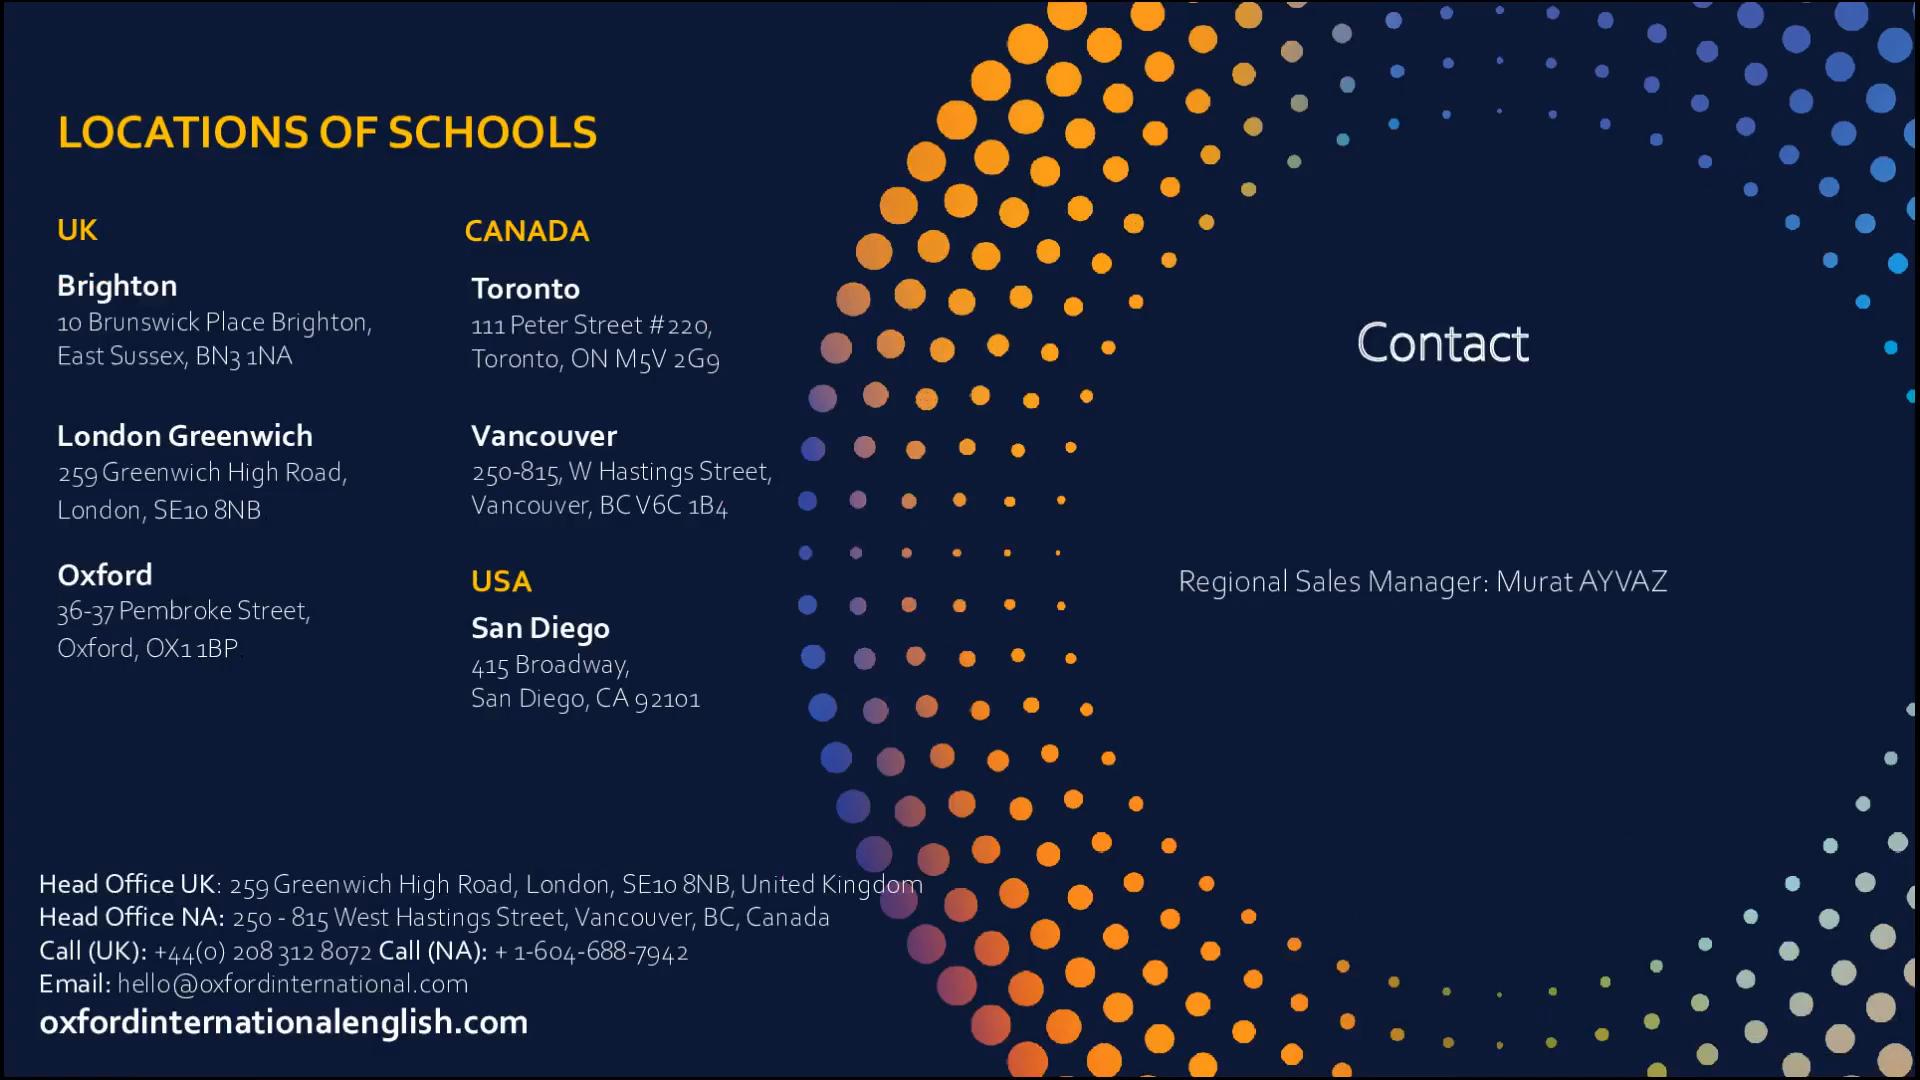 LOCATIONS OF SCHOOLS
UK
Brighton
10 Brunswick Place Brighton,
East Sussex, BN3 1NA
London Greenwich
259 Greenwich High Road,
London, SE10 8NB
Oxford
36-37 Pembroke Street,
Oxford, OX1 1BP
CANADA
Toronto
111 Peter Street #220,
Toronto, ON M5V 2G9
Vancouver
250-815, W Hastings Street,
Vancouver, BC V6C 1B4
USA
San Diego
415 Broadway,
San Diego, CA 92101
Head Office UK: 259 Greenwich High Road, London, SE10 8NB, United Kingdom
Head Office NA: 250 - 815 West Hastings Street, Vancouver, BC, Canada
Call (UK): +44(0) 208 312 8072 Call (NA): + 1-604-688-7942
Email: hello@oxfordinternational.com
oxfordinternationalenglish.com
Contact
Regional Sales Manager: Murat AYVAZ